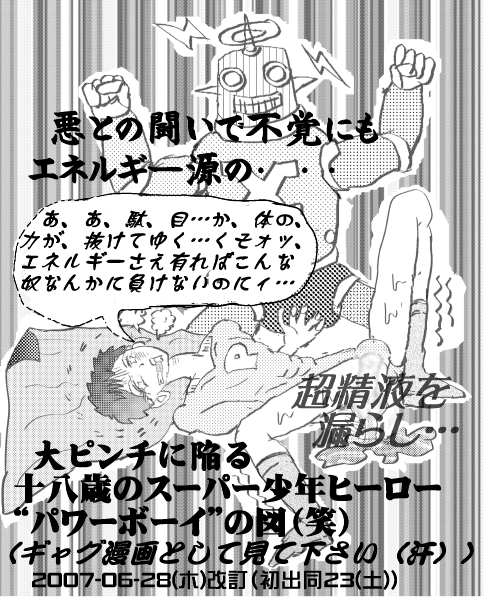 悪との闘いで不覚にも
エネルギー源の・・・
あ、あ、駄、目…か、体の、
力が、抜けてゆく…くそォッ、
エネルギーさえ有ればこんな
奴なんかに負けないのにィ…
P
超精液を
漏らし…
大ピンチに陥る
十八歳のスーパー少年ヒーロー
“パワーボーイ”の図(笑)
(ギャグ漫画として見て下さい(汗))
2007-06-28(木)改訂(初出同23(土))